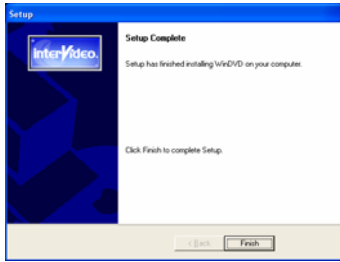 Setup
InterVideo.
Setup Complete
Setup has finished installing WinDVD on your computer.
Click Finish to complete Setup.
< Back
Finish